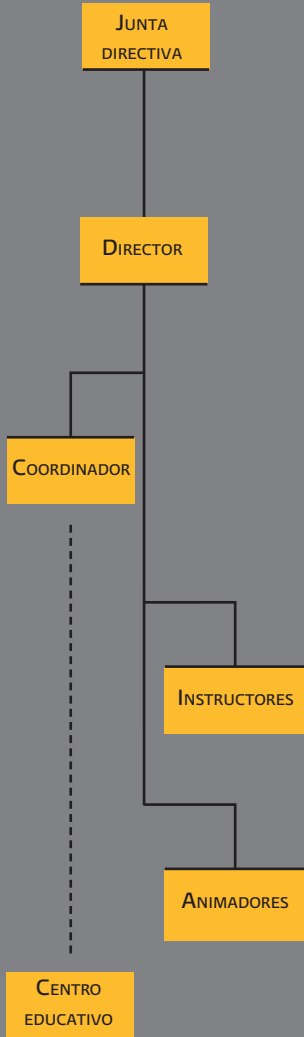 Junta
directiva
Director
Coordinador
Instructores
Animadores
Centro
educativo